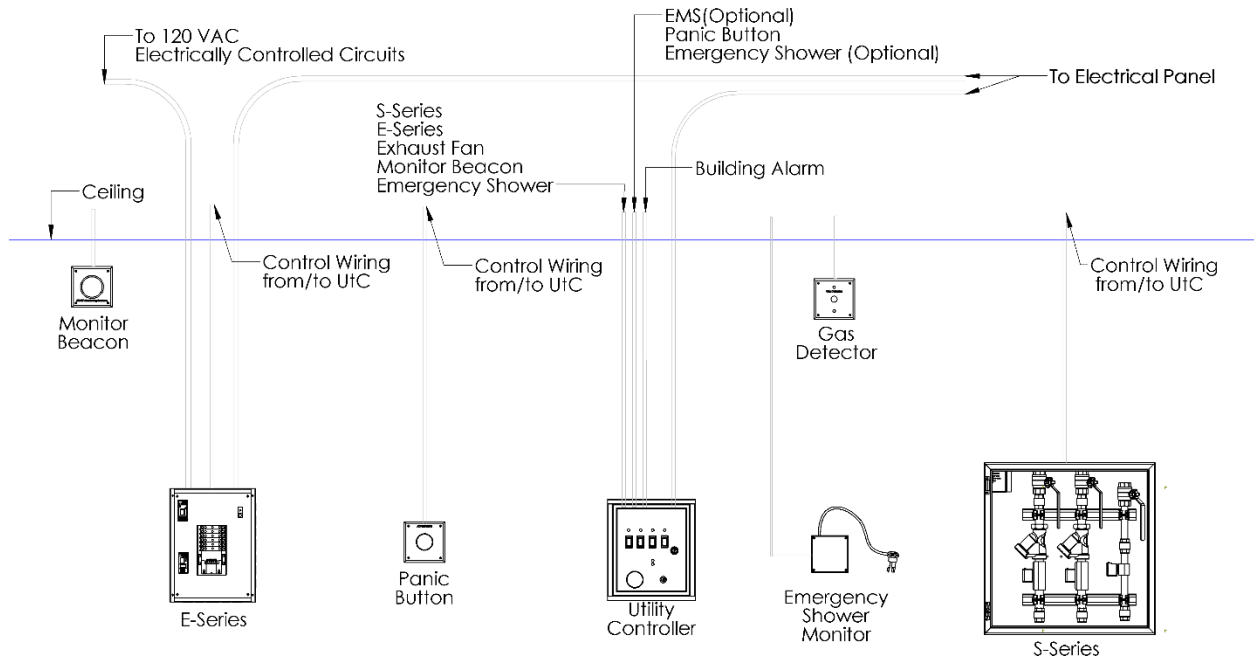 To 120 VAC
Electrically Controlled Circuits
EMS(Optional)
Panic Button
Emergency Shower (Optional)
To Electrical Panel
S-Series
E-Series
Exhaust Fan
Monitor Beacon
Emergency Shower
Building Alarm
Ceiling
Control Wiring
from/to UtC
Control Wiring
from/to UtC
Control Wiring
from/to UtC
Monitor
Beacon
Gas
Detector
E-Series
Panic
Button
Utility
Controller
Emergency
Shower
Monitor
S-Series